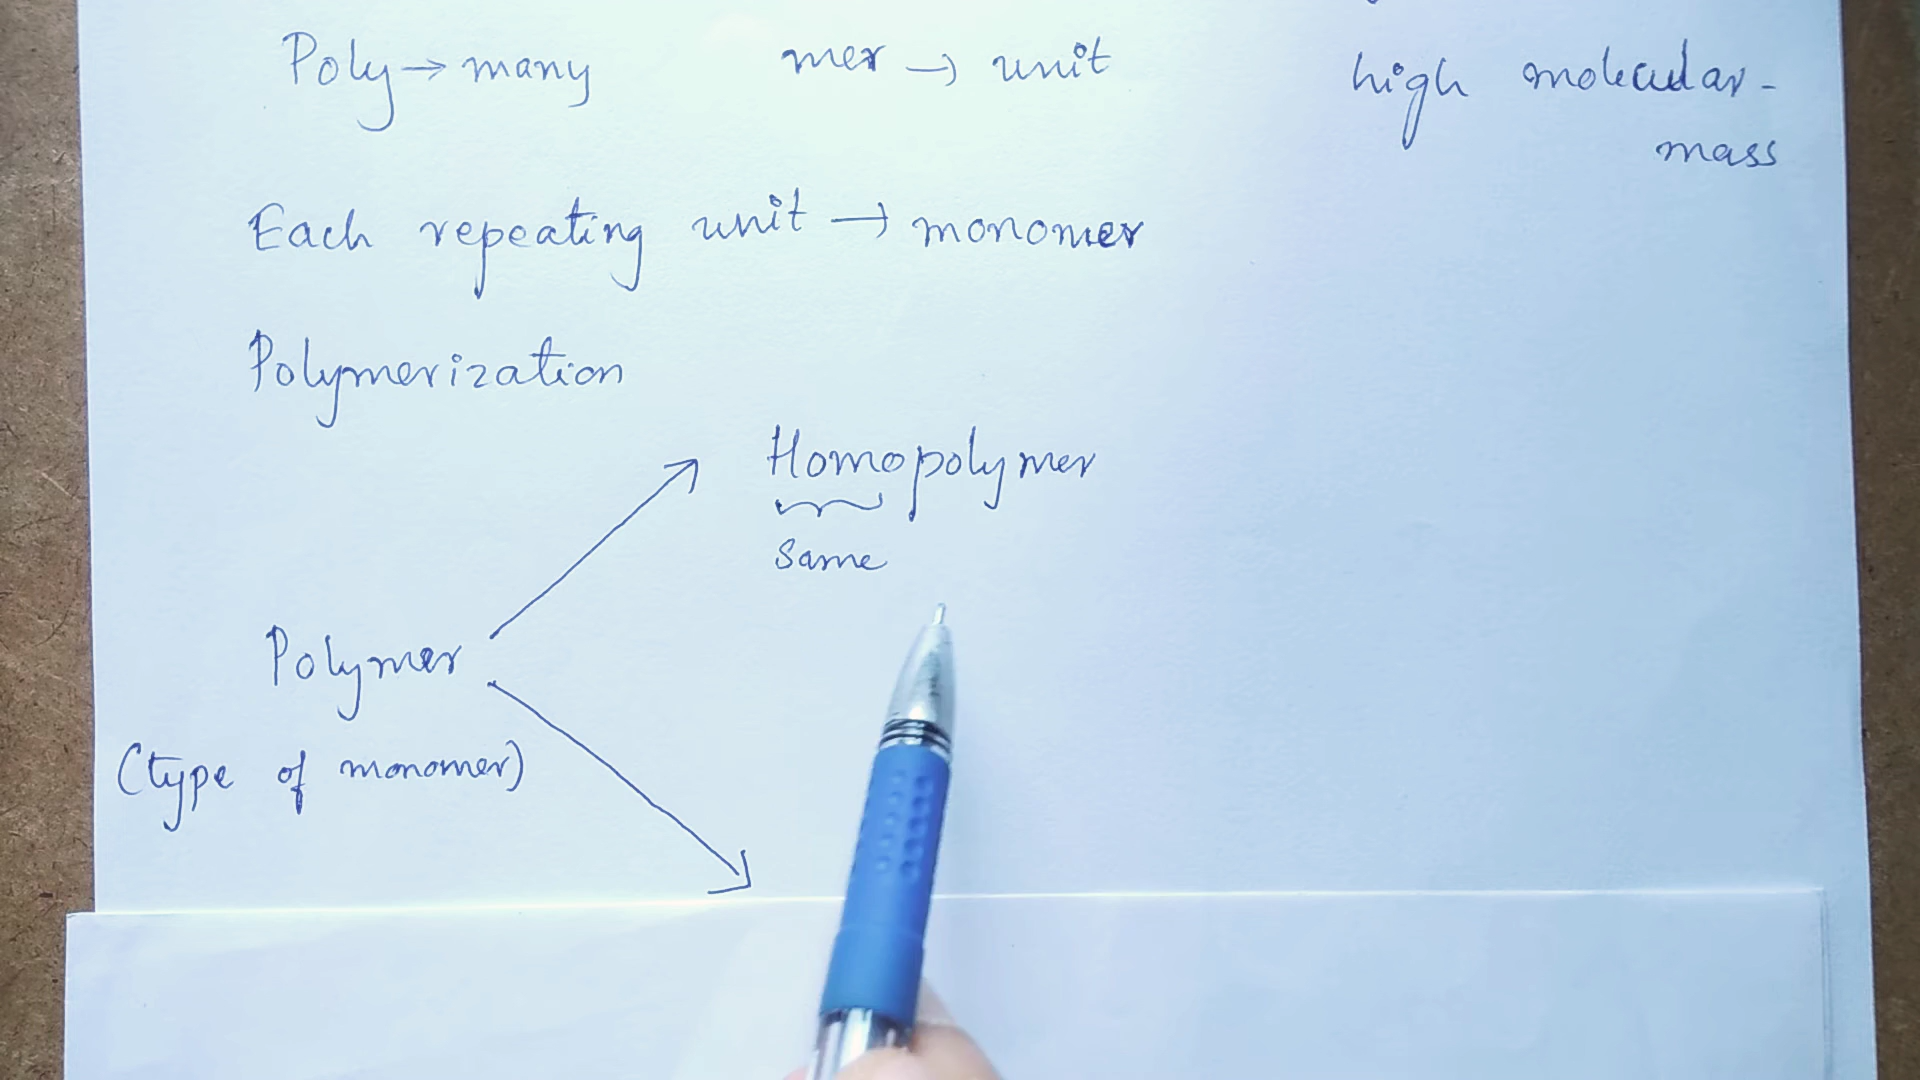 Poly → many mer → unit high molecular-
mass
Each repeating unit → monomer
Polymerization
Homopolymer
Same
Polymer
(type of monomer)